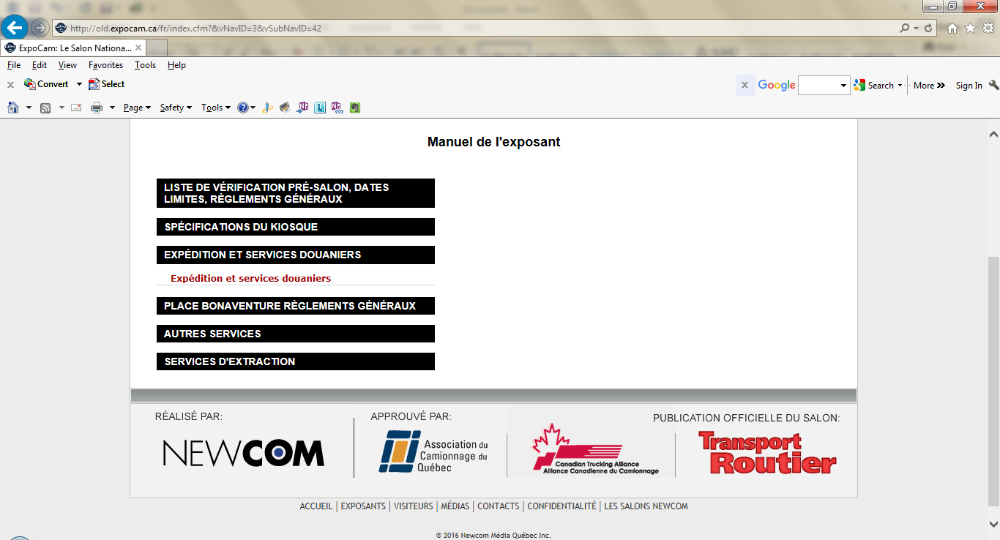 http://old.expocam.ca/fr/index.cfm?&vNavID=3&vSubNavID=42
ExpoCam: Le Salon Nationa...
File Edit View Favorites Tools Help
x Convert Select
x Google Search More » Sign In
Page Safety Tools
Manuel de l'exposant
LISTE DE VÉRIFICATION PRÉ-SALON, DATES
LIMITES, RÈGLEMENTS GÉNÉRAUX
SPÉCIFICATIONS DU KIOSQUE
EXPÉDITION ET SERVICES DOUANIERS
Expédition et services douaniers
PLACE BONAVENTURE RÈGLEMENTS GÉNÉRAUX
AUTRES SERVICES
SERVICES D'EXTRACTION
RÉALISÉ PAR:
NEWCOM
APPROUVÉ PAR:
Association du
Camionnage du
Québec
Canadian Trucking Alliance
Alliance Canadienne du Camionnage
PUBLICATION OFFICIELLE DU SALON:
Transport
Routier
ACCUEIL | EXPOSANTS | VISITEURS | MÉDIAS | CONTACTS | CONFIDENTIALITÉ | LES SALONS NEWCOM
© 2016 Newcom Média Québec Inc.